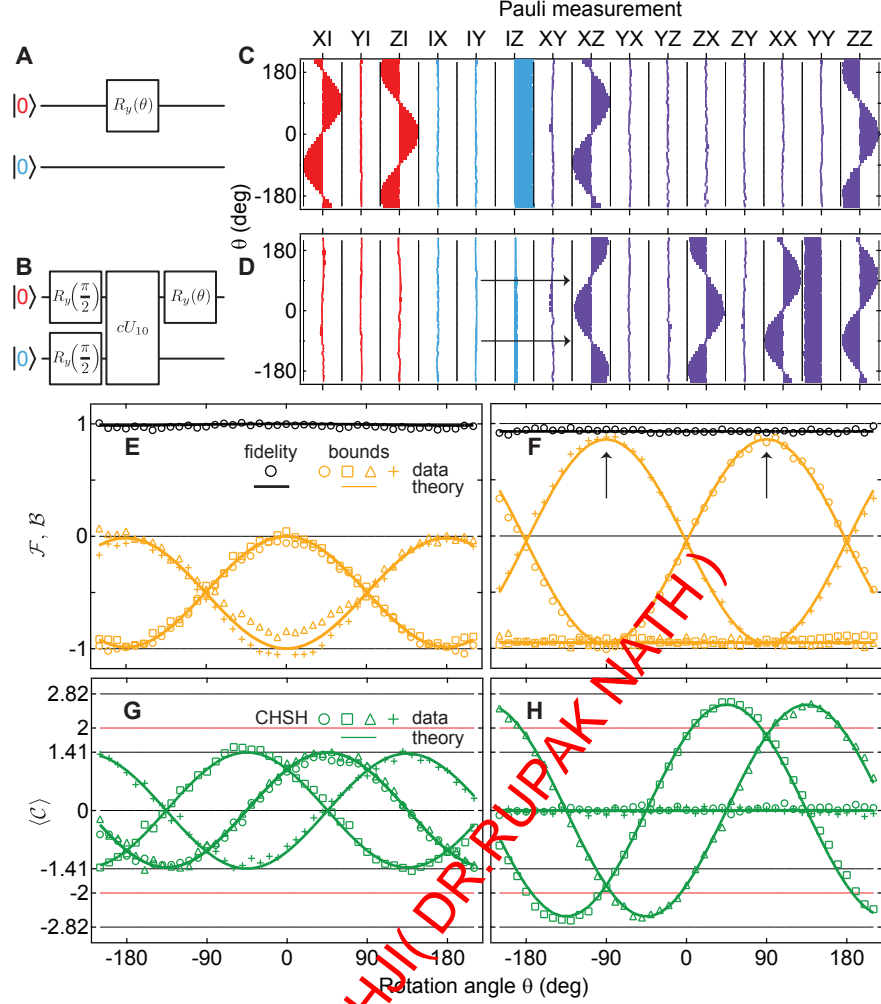 Pauli measurement
XI YI ZI IX IY IZ XY XZ YX YZ ZX ZY XX YY ZZ
A
|0⟩ R_y(θ)
|0⟩
B
|0⟩ R_y(π/2) cU_10 R_y(θ)
|0⟩ R_y(π/2)
C
180
0
-180
θ (deg)
D
180
0
-180
E
1
0
-1
ℱ, ℬ
fidelity bounds
data
theory
F
G
2.82
2
1.41
0
-1.41
-2
-2.82
⟨C⟩
CHSH data
theory
H
-180 -90 0 90 180 -180 -90 0 90 180
Rotation angle θ (deg)
HJI( DR.RUPAK NATH )